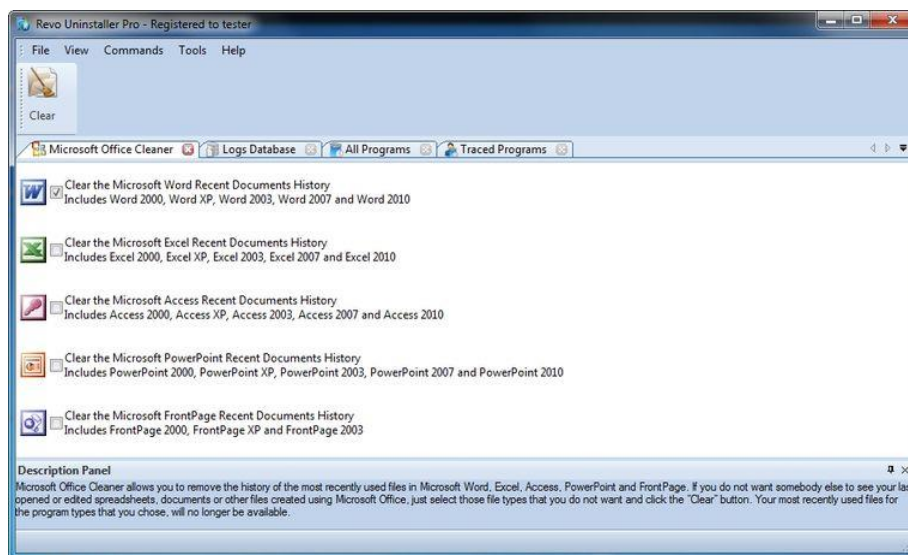 Revo Uninstaller Pro - Registered to tester
File View Commands Tools Help
Clear
Microsoft Office Cleaner Logs Database All Programs Traced Programs
Clear the Microsoft Word Recent Documents History
Includes Word 2000, Word XP, Word 2003, Word 2007 and Word 2010
Clear the Microsoft Excel Recent Documents History
Includes Excel 2000, Excel XP, Excel 2003, Excel 2007 and Excel 2010
Clear the Microsoft Access Recent Documents History
Includes Access 2000, Access XP, Access 2003, Access 2007 and Access 2010
Clear the Microsoft PowerPoint Recent Documents History
Includes PowerPoint 2000, PowerPoint XP, PowerPoint 2003, PowerPoint 2007 and PowerPoint 2010
Clear the Microsoft FrontPage Recent Documents History
Includes FrontPage 2000, FrontPage XP and FrontPage 2003
Description Panel
Microsoft Office Cleaner allows you to remove the history of the most recently used files in Microsoft Word, Excel, Access, PowerPoint and FrontPage. If you do not want somebody else to see your las
opened or edited spreadsheets, documents or other files created using Microsoft Office, just select those file types that you do not want and click the "Clear" button. Your most recently used files for
the program types that you chose, will no longer be available.